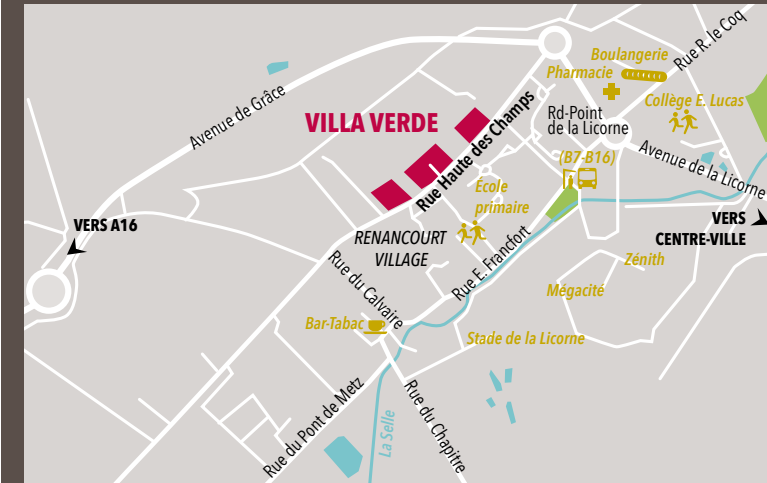 Rue R. le Coq
Boulangerie
Pharmacie
Avenue de Grâce
Collège E. Lucas
VILLA VERDE
Rue Haute des Champs
Rd-Point
de la Licorne
(B7-B16)
Avenue de la Licorne
École
primaire
VERS A16
VERS
CENTRE-VILLE
RENANCOURT
VILLAGE
Rue E. Francfort
Zénith
Rue du Calvaire
Mégacité
Bar-Tabac
Stade de la Licorne
Rue du Pont de Metz
La Selle
Rue du Chapitre